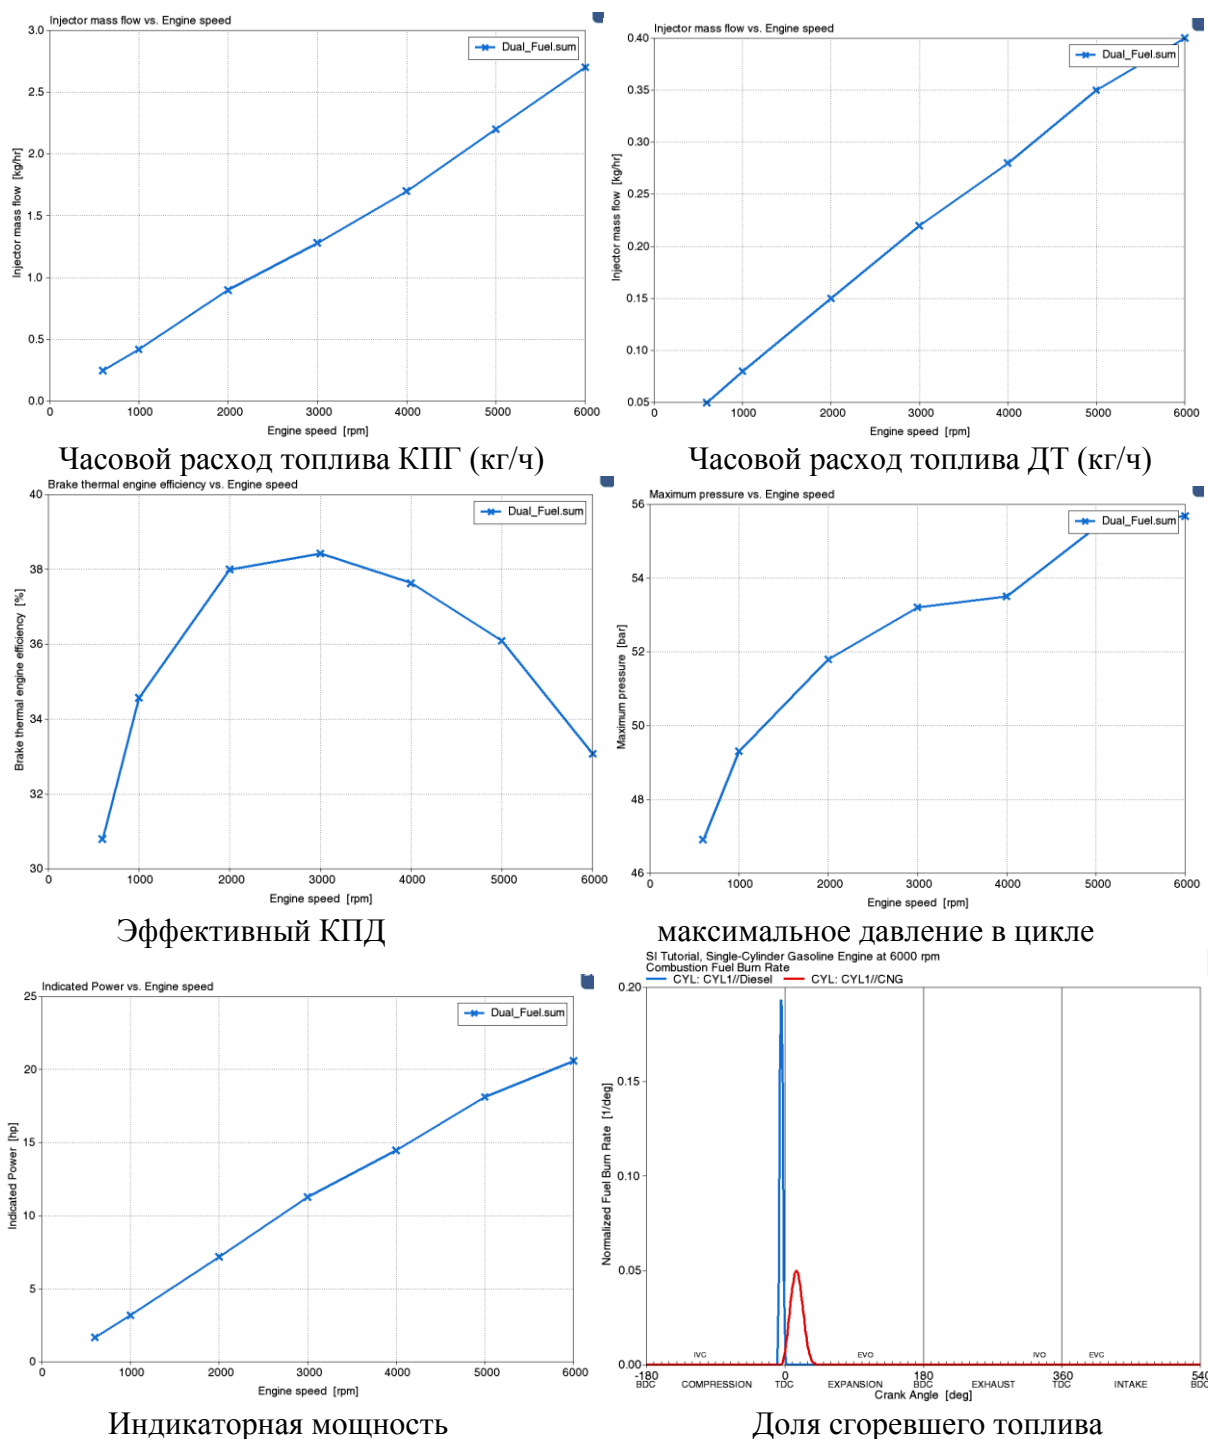 Injector mass flow vs. Engine speed
3.0
2.5
2.0
1.5
1.0
0.5
0.0
Injector mass flow [kg/hr]
Dual_Fuel.sum
0 1000 2000 3000 4000 5000 6000
Engine speed [rpm]
Часовой расход топлива КПГ (кг/ч)
Injector mass flow vs. Engine speed
0.40
0.35
0.30
0.25
0.20
0.15
0.10
0.05
Injector mass flow [kg/hr]
Dual_Fuel.sum
0 1000 2000 3000 4000 5000 6000
Engine speed [rpm]
Часовой расход топлива ДТ (кг/ч)
Brake thermal engine efficiency vs. Engine speed
40
38
36
34
32
30
Brake thermal engine efficiency [%]
Dual_Fuel.sum
0 1000 2000 3000 4000 5000 6000
Engine speed [rpm]
Эффективный КПД
Maximum pressure vs. Engine speed
56
54
52
50
48
46
Maximum pressure [bar]
Dual_Fuel.sum
0 1000 2000 3000 4000 5000 6000
Engine speed [rpm]
максимальное давление в цикле
Indicated Power vs. Engine speed
25
20
15
10
5
0
Indicated Power [hp]
Dual_Fuel.sum
0 1000 2000 3000 4000 5000 6000
Engine speed [rpm]
Индикаторная мощность
SI Tutorial, Single-Cylinder Gasoline Engine at 6000 rpm
Combustion Fuel Burn Rate
CYL: CYL1//Diesel CYL: CYL1//CNG
0.20
0.15
0.10
0.05
0.00
Normalized Fuel Burn Rate [1/deg]
IVC EVO IVO EVC
-180 0 180 360 540
BDC COMPRESSION TDC EXPANSION BDC EXHAUST TDC INTAKE BDC
Crank Angle [deg]
Доля сгоревшего топлива